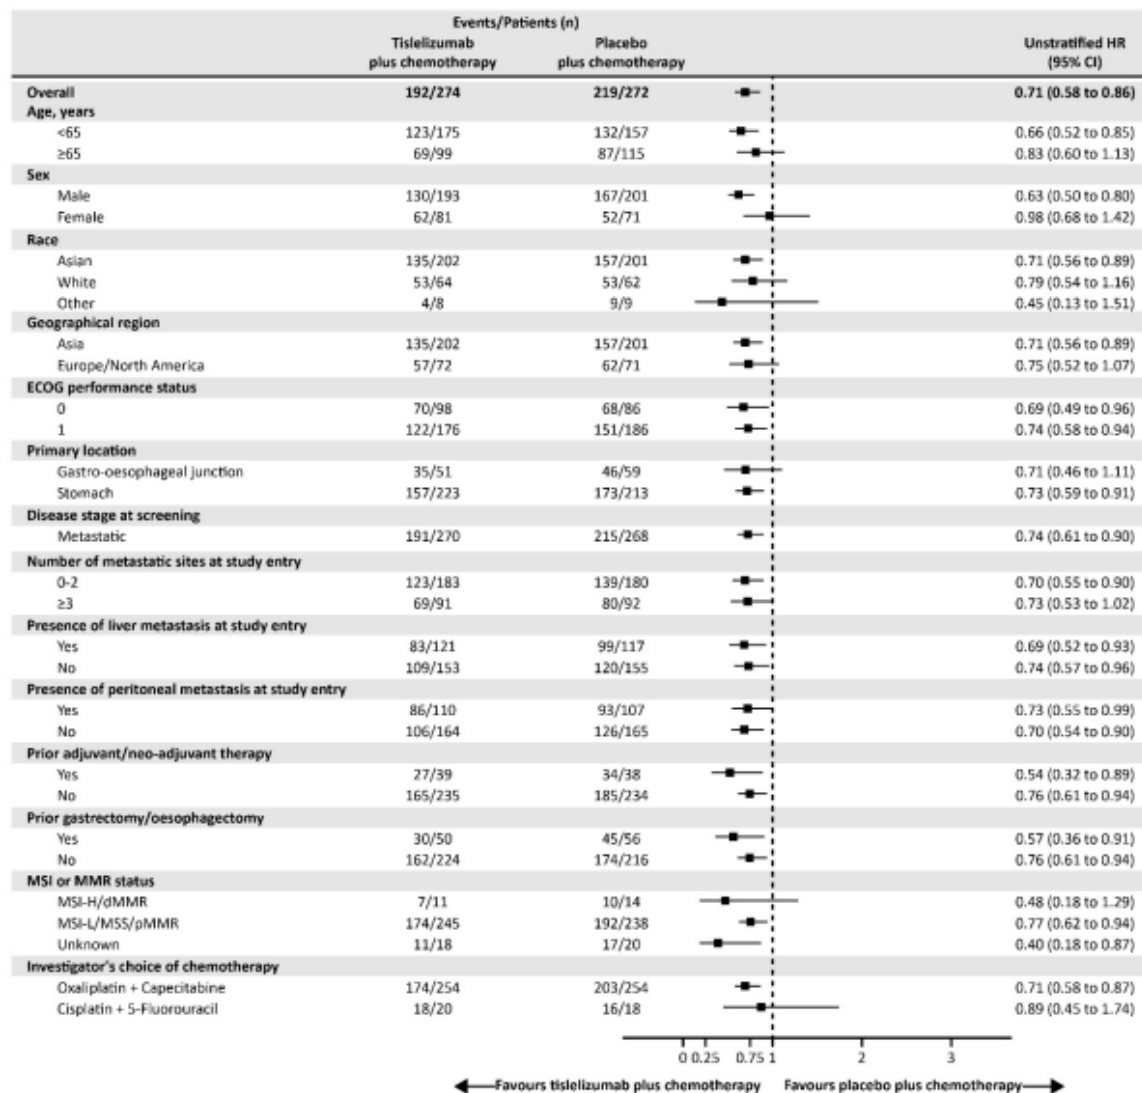 Events/Patients (n)
Tislelizumab plus chemotherapy Placebo plus chemotherapy Unstratified HR (95% CI)
Overall 192/274 219/272 0.71 (0.58 to 0.86)
Age, years
<65 123/175 132/157 0.66 (0.52 to 0.85)
≥65 69/99 87/115 0.83 (0.60 to 1.13)
Sex
Male 130/193 167/201 0.63 (0.50 to 0.80)
Female 62/81 52/71 0.98 (0.68 to 1.42)
Race
Asian 135/202 157/201 0.71 (0.56 to 0.89)
White 53/64 53/62 0.79 (0.54 to 1.16)
Other 4/8 9/9 0.45 (0.13 to 1.51)
Geographical region
Asia 135/202 157/201 0.71 (0.56 to 0.89)
Europe/North America 57/72 62/71 0.75 (0.52 to 1.07)
ECOG performance status
0 70/98 68/86 0.69 (0.49 to 0.96)
1 122/176 151/186 0.74 (0.58 to 0.94)
Primary location
Gastro-oesophageal junction 35/51 46/59 0.71 (0.46 to 1.11)
Stomach 157/223 173/213 0.73 (0.59 to 0.91)
Disease stage at screening
Metastatic 191/270 215/268 0.74 (0.61 to 0.90)
Number of metastatic sites at study entry
0-2 123/183 139/180 0.70 (0.55 to 0.90)
≥3 69/91 80/92 0.73 (0.53 to 1.02)
Presence of liver metastasis at study entry
Yes 83/121 99/117 0.69 (0.52 to 0.93)
No 109/153 120/155 0.74 (0.57 to 0.96)
Presence of peritoneal metastasis at study entry
Yes 86/110 93/107 0.73 (0.55 to 0.99)
No 106/164 126/165 0.70 (0.54 to 0.90)
Prior adjuvant/neo-adjuvant therapy
Yes 27/39 34/38 0.54 (0.32 to 0.89)
No 165/235 185/234 0.76 (0.61 to 0.94)
Prior gastrectomy/oesophagectomy
Yes 30/50 45/56 0.57 (0.36 to 0.91)
No 162/224 174/216 0.76 (0.61 to 0.94)
MSI or MMR status
MSI-H/dMMR 7/11 10/14 0.48 (0.18 to 1.29)
MSI-L/MSS/pMMR 174/245 192/238 0.77 (0.62 to 0.94)
Unknown 11/18 17/20 0.40 (0.18 to 0.87)
Investigator's choice of chemotherapy
Oxaliplatin + Capecitabine 174/254 203/254 0.71 (0.58 to 0.87)
Cisplatin + 5-Fluorouracil 18/20 16/18 0.89 (0.45 to 1.74)
0 0.25 0.75 1 2 3
Favours tislelizumab plus chemotherapy Favours placebo plus chemotherapy